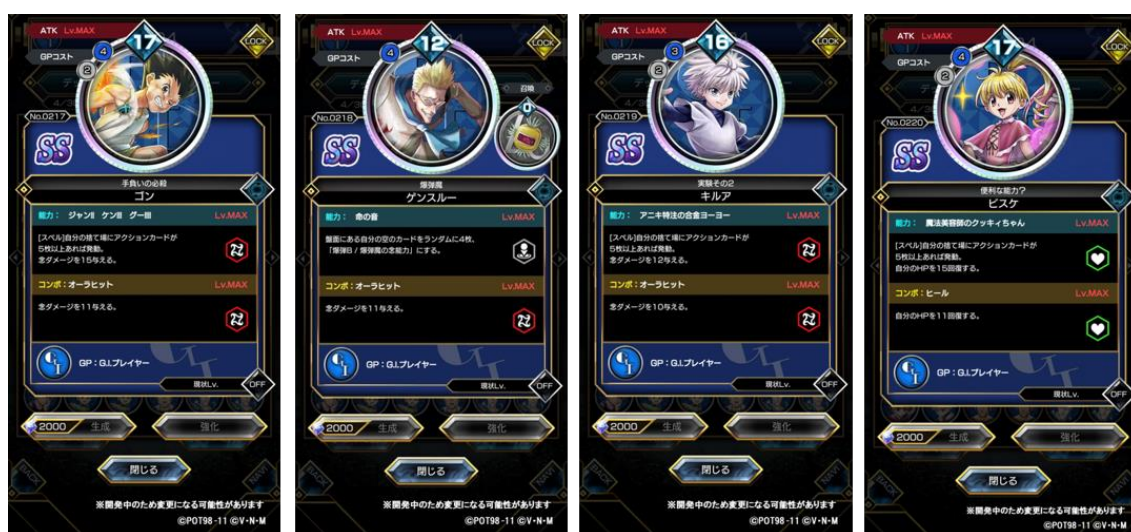 ATK Lv.MAX
17
LOCK
GPコスト
4
2
No.0217
SS
手負いの必殺
ゴン
能力： ジャンⅡ ケンⅢ グーⅢ Lv.MAX
[スペル]自分の捨て場にアクションカードが
5枚以上あれば発動。
念ダメージを15与える。
コンボ：オーラヒット Lv.MAX
念ダメージを11与える。
GI
GP：G.I.プレイヤー
現状Lv. OFF
2000 生成
強化
閉じる
BACK
NAVI
※開発中のため変更になる可能性があります
©POT98-11 ©V・N・M
ATK Lv.MAX
12
LOCK
GPコスト
4
召喚
0
No.0218
SS
爆弾魔
ゲンスルー
能力： 命の音 Lv.MAX
盤面にある自分の空のカードをランダムに4枚、
「爆弾B / 爆弾魔の念能力」にする。
コンボ：オーラヒット Lv.MAX
念ダメージを11与える。
GI
GP：G.I.プレイヤー
現状Lv. OFF
2000 生成
強化
閉じる
BACK
NAVI
※開発中のため変更になる可能性があります
©POT98-11 ©V・N・M
ATK Lv.MAX
16
LOCK
GPコスト
3
2
No.0219
SS
実験その2
キルア
能力： アニキ特注の合金ヨーヨー Lv.MAX
[スペル]自分の捨て場にアクションカードが
5枚以上あれば発動。
念ダメージを12与える。
コンボ：オーラヒット Lv.MAX
念ダメージを10与える。
GI
GP：G.I.プレイヤー
現状Lv. OFF
2000 生成
強化
閉じる
BACK
NAVI
※開発中のため変更になる可能性があります
©POT98-11 ©V・N・M
ATK Lv.MAX
17
LOCK
GPコスト
4
2
No.0220
SS
便利な能力?
ビスケ
能力： 魔法美容師のクッキィちゃん Lv.MAX
[スペル]自分の捨て場にアクションカードが
5枚以上あれば発動。
自分のHPを15回復する。
コンボ：ヒール Lv.MAX
自分のHPを11回復する。
GI
GP：G.I.プレイヤー
現状Lv. OFF
2000 生成
強化
閉じる
BACK
NAVI
※開発中のため変更になる可能性があります
©POT98-11 ©V・N・M